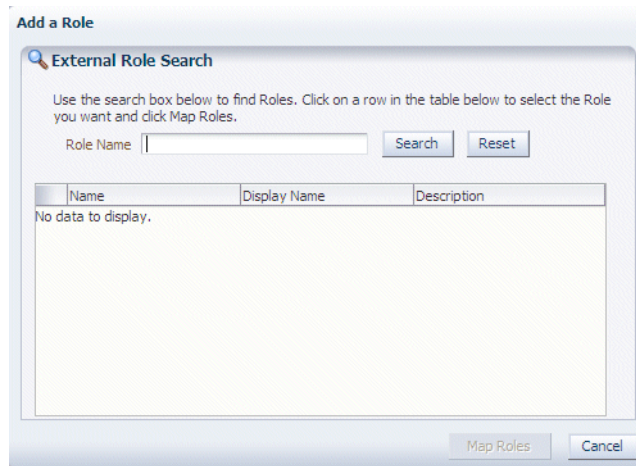 Add a Role
External Role Search
Use the search box below to find Roles. Click on a row in the table below to select the Role
you want and click Map Roles.
Role Name Search Reset
Name Display Name Description
No data to display.
Map Roles Cancel